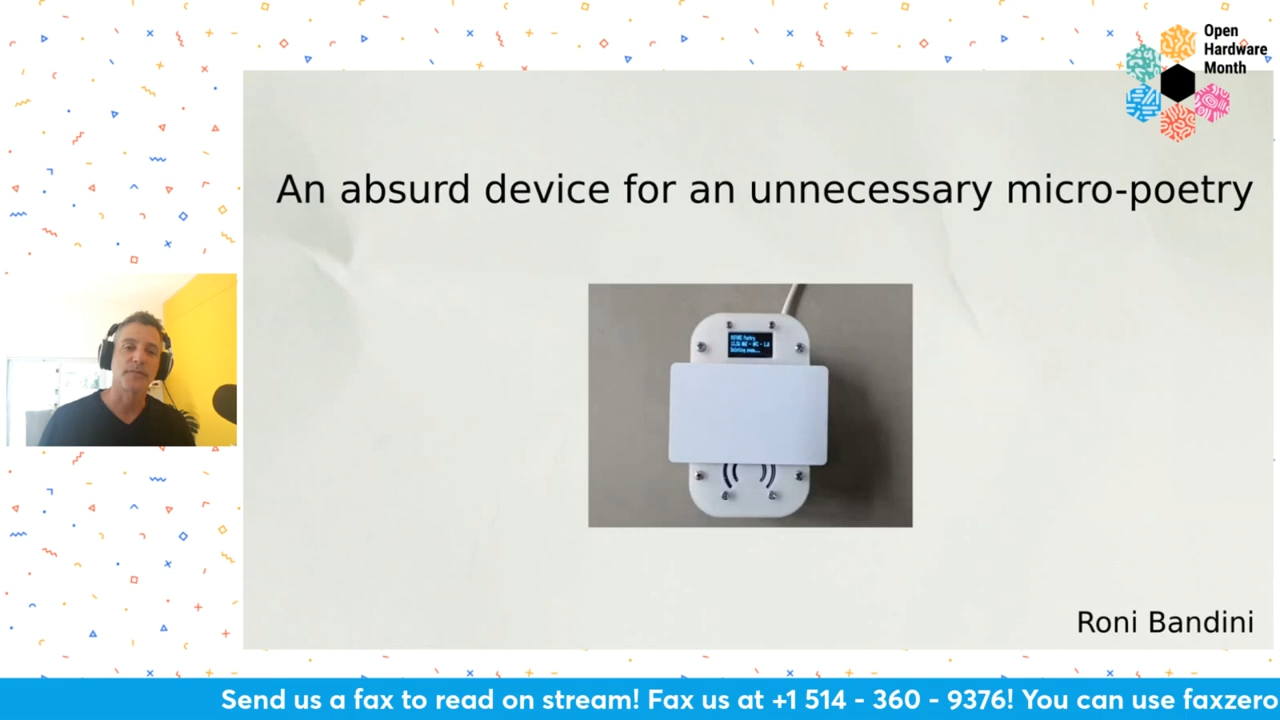 Open
Hardware
Month
An absurd device for an unnecessary micro-poetry
Roni Bandini
Send us a fax to read on stream! Fax us at +1 514 - 360 - 9376! You can use faxzero